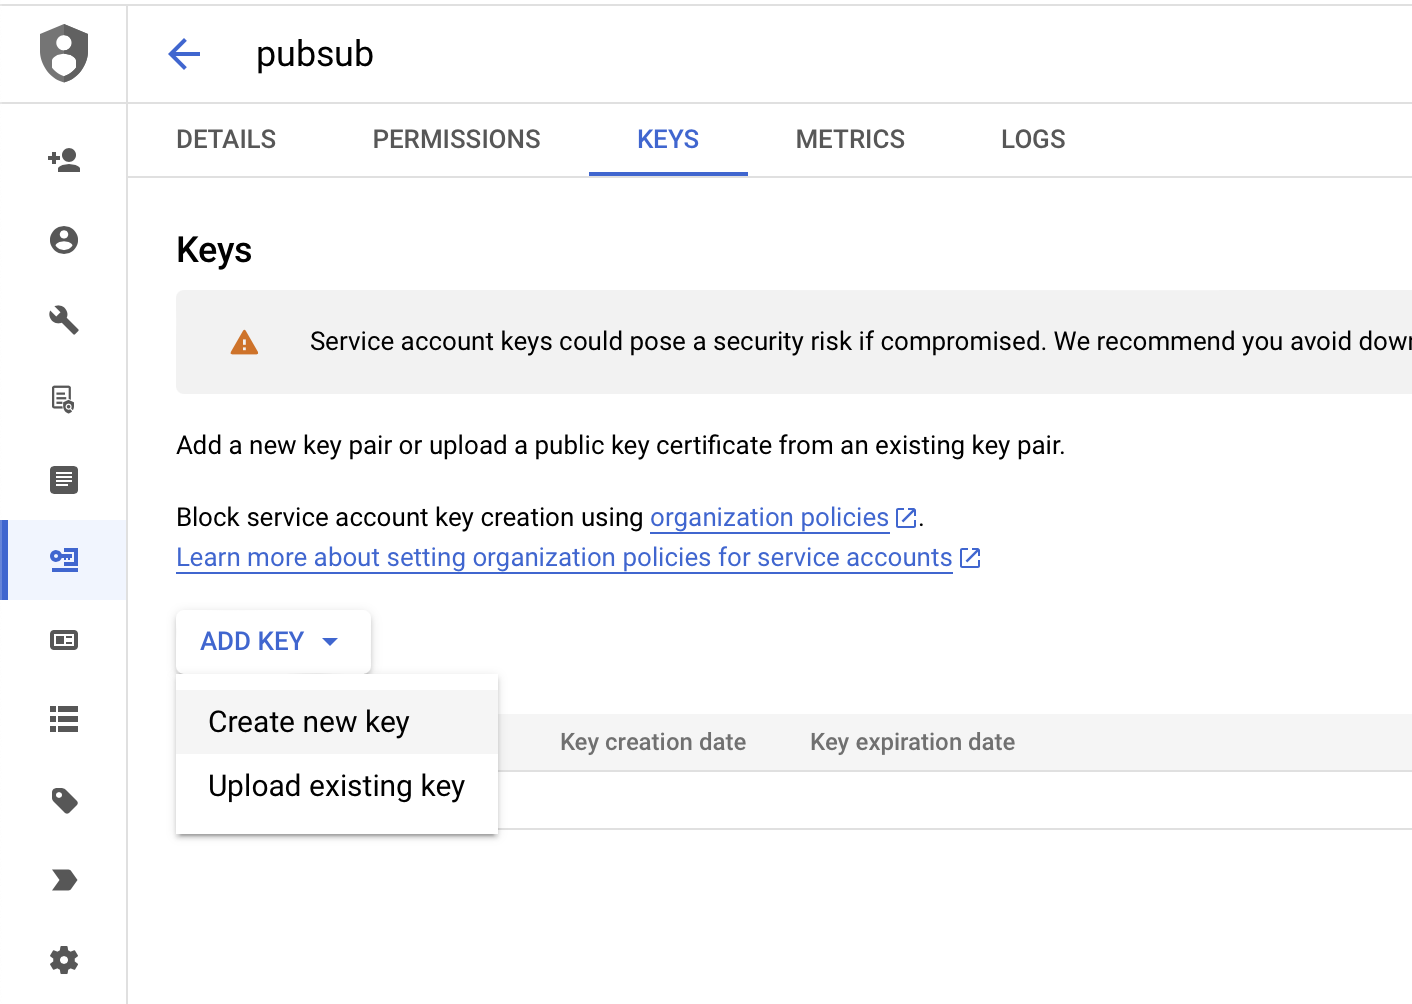 pubsub
DETAILS PERMISSIONS KEYS METRICS LOGS
Keys
Service account keys could pose a security risk if compromised. We recommend you avoid
Add a new key pair or upload a public key certificate from an existing key pair.
Block service account key creation using organization policies.
Learn more about setting organization policies for service accounts
ADD KEY
Create new key
Key creation date Key expiration date
Upload existing key